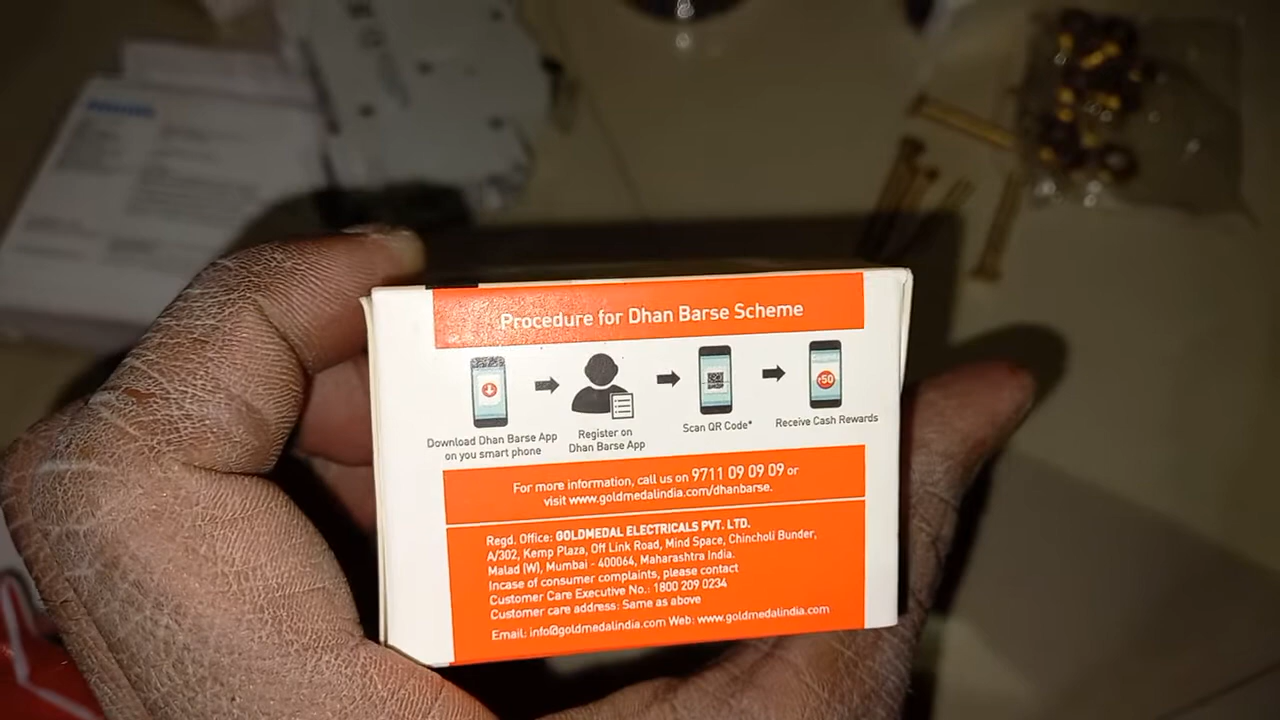 Procedure for Dhan Barse Scheme
Download Dhan Barse App
on you smart phone
Register on
Dhan Barse App
Scan QR Code*
Receive Cash Rewards
₹50
For more information, call us on 9711 09 09 09 or
visit www.goldmedalindia.com/dhanbarse.
Regd. Office: GOLDMEDAL ELECTRICALS PVT. LTD.
A/302, Kemp Plaza, Off Link Road, Mind Space, Chincholi Bunder,
Malad (W), Mumbai - 400064, Maharashtra India.
Incase of consumer complaints, please contact
Customer Care Executive No.: 1800 209 0234
Customer care address: Same as above
Email: info@goldmedalindia.com Web: www.goldmedalindia.com